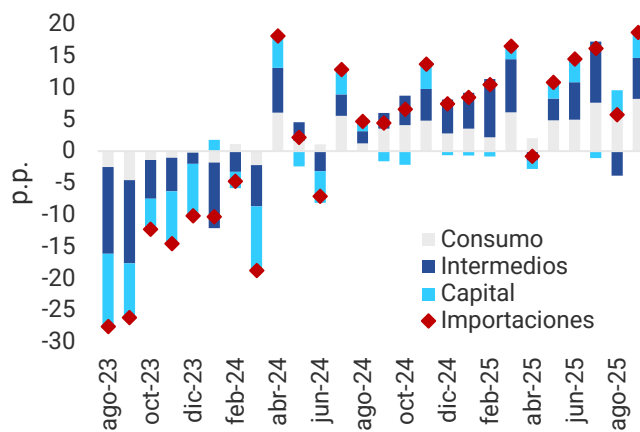 20
15
10
5
0
-5
-10
-15
-20
-25
-30
p.p.
Consumo
Intermedios
Capital
Importaciones
ago-23
oct-23
dic-23
feb-24
abr-24
jun-24
ago-24
oct-24
dic-24
feb-25
abr-25
jun-25
ago-25